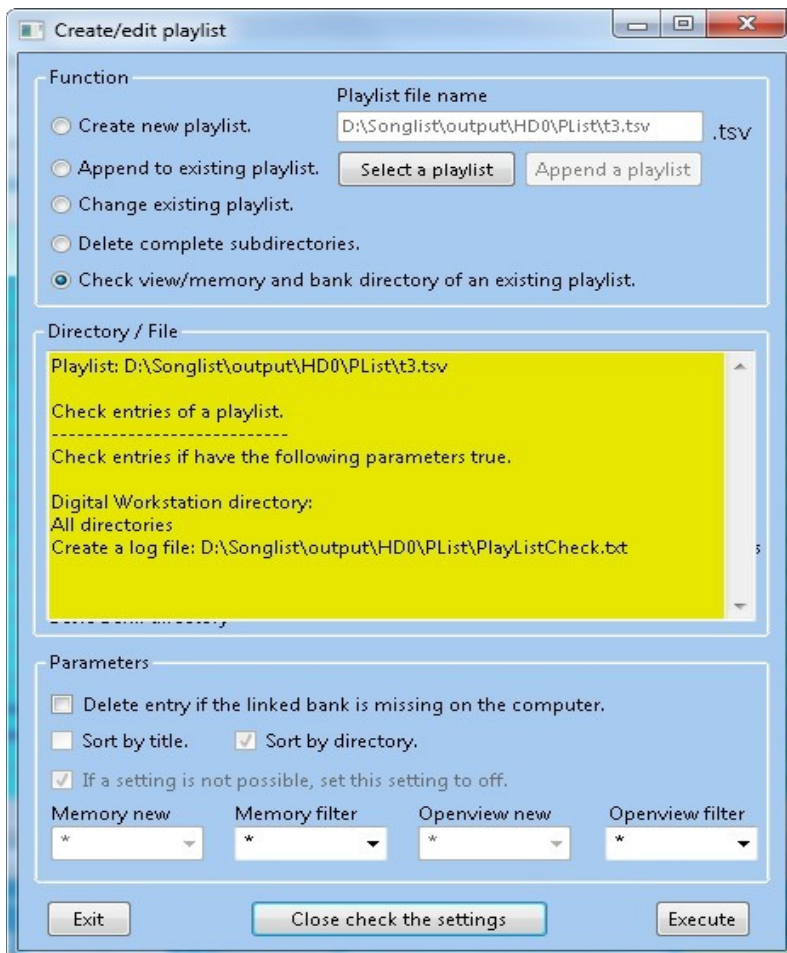 Create/edit playlist
Function
Playlist file name
Create new playlist.
D:\Songlist\output\HD0\PList\t3.tsv
.tsv
Append to existing playlist.
Select a playlist
Append a playlist
Change existing playlist.
Delete complete subdirectories.
Check view/memory and bank directory of an existing playlist.
Directory / File
Playlist: D:\Songlist\output\HD0\PList\t3.tsv
Check entries of a playlist.
----------------------------
Check entries if have the following parameters true.
Digital Workstation directory:
All directories
Create a log file: D:\Songlist\output\HD0\PList\PlayListCheck.txt
Parameters
Delete entry if the linked bank is missing on the computer.
Sort by title.
Sort by directory.
If a setting is not possible, set this setting to off.
Memory new
Memory filter
Openview new
Openview filter
* * * *
Exit
Close check the settings
Execute